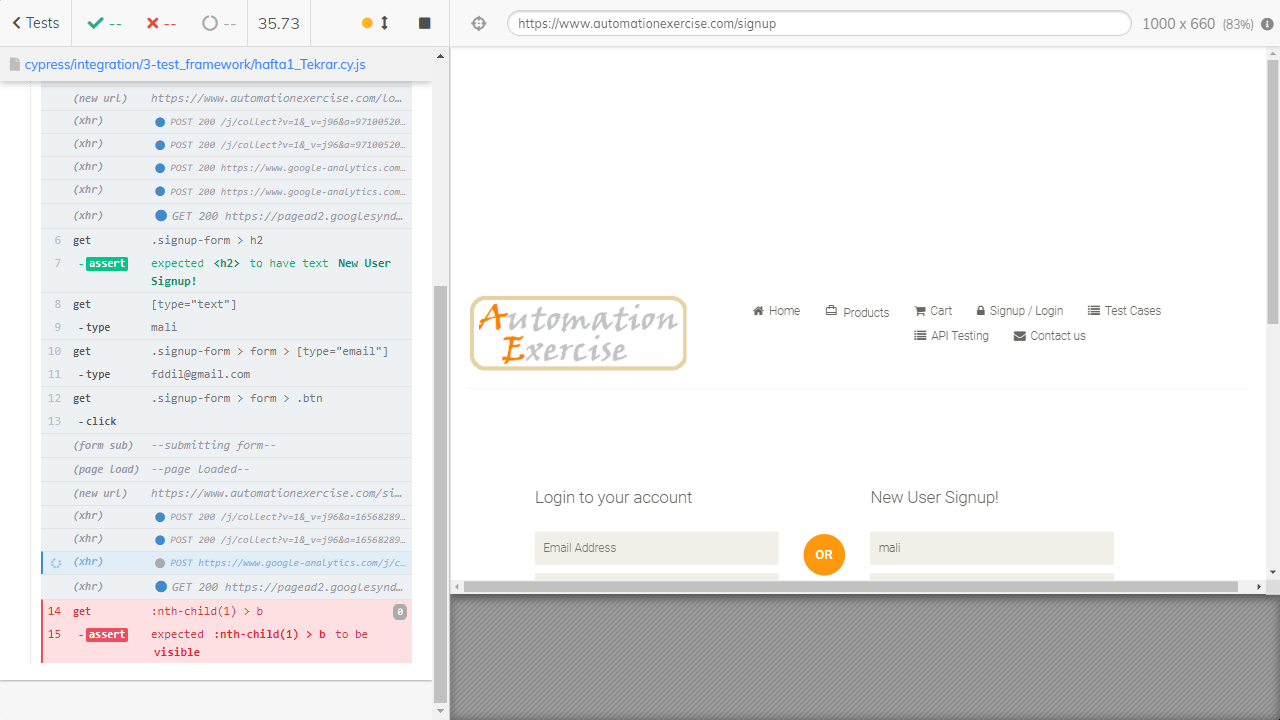 Tests
--
--
--
35.73
https://www.automationexercise.com/signup
1000 x 660 (83%)
cypress/integration/3-test_framework/hafta1_Tekrar.cy.js
(new url) https://www.automationexercise.com/lo…
(xhr) POST 200 /j/collect?v=1&_v=j96&a=97100520…
(xhr) POST 200 /j/collect?v=1&_v=j96&a=97100520…
(xhr) POST 200 https://www.google-analytics.com…
(xhr) POST 200 https://www.google-analytics.com…
(xhr) GET 200 https://pagead2.googlesynd…
6 get .signup-form > h2
7 -assert expected <h2> to have text New User
Signup!
8 get [type="text"]
9 -type mali
10 get .signup-form > form > [type="email"]
11 -type fddil@gmail.com
12 get .signup-form > form > .btn
13 -click
(form sub) --submitting form--
(page load) --page loaded--
(new url) https://www.automationexercise.com/si…
(xhr) POST 200 /j/collect?v=1&_v=j96&a=16568289…
(xhr) POST 200 /j/collect?v=1&_v=j96&a=16568289…
(xhr) POST https://www.google-analytics.com/j/c…
(xhr) GET 200 https://pagead2.googlesynd…
14 get :nth-child(1) > b 0
15 -assert expected :nth-child(1) > b to be
visible
Automation
Exercise
Home Products Cart Signup / Login Test Cases
API Testing Contact us
Login to your account
Email Address
OR
New User Signup!
mali